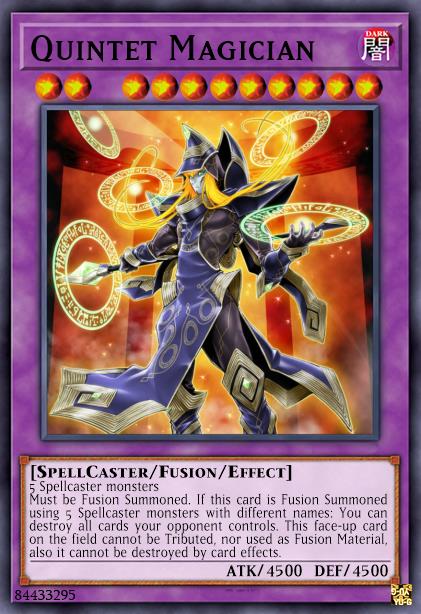 QUINTET MAGICIAN
DARK
闇
[SPELLCASTER/FUSION/EFFECT]
5 Spellcaster monsters
Must be Fusion Summoned. If this card is Fusion Summoned
using 5 Spellcaster monsters with different names: You can
destroy all cards your opponent controls. This face-up card
on the field cannot be Tributed, nor used as Fusion Material,
also it cannot be destroyed by card effects.
ATK/4500 DEF/4500
84433295